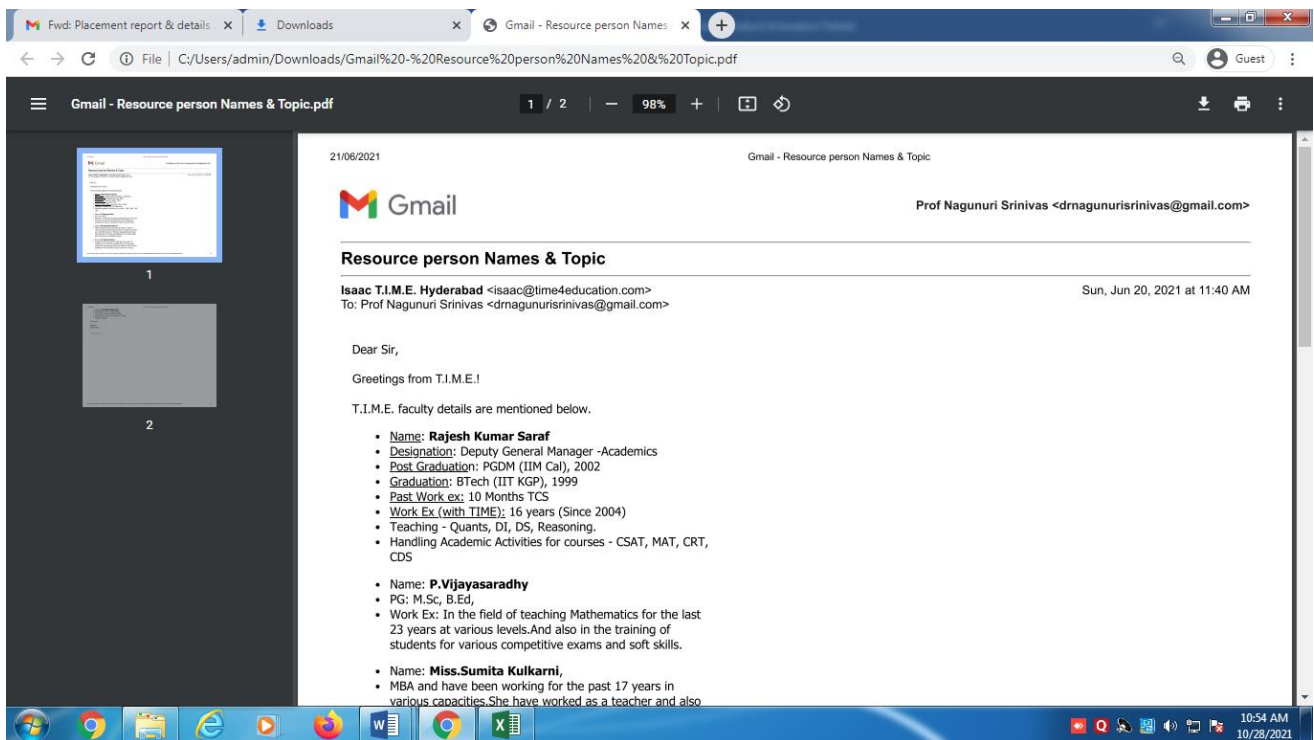 Fwd: Placement report & details
Downloads
Gmail - Resource person Names
Guest
File | C:/Users/admin/Downloads/Gmail%20-%20Resource%20person%20Names%20&%20Topic.pdf
Gmail - Resource person Names & Topic.pdf
1 / 2
98%
21/06/2021
Gmail - Resource person Names & Topic
Gmail
Prof Nagunuri Srinivas <drnagunurisrinivas@gmail.com>
Resource person Names & Topic
Isaac T.I.M.E. Hyderabad <isaac@time4education.com>
Sun, Jun 20, 2021 at 11:40 AM
To: Prof Nagunuri Srinivas <drnagunurisrinivas@gmail.com>
Dear Sir,
Greetings from T.I.M.E.!
T.I.M.E. faculty details are mentioned below.
• Name: Rajesh Kumar Saraf
• Designation: Deputy General Manager -Academics
• Post Graduation: PGDM (IIM Cal), 2002
• Graduation: BTech (IIT KGP), 1999
• Past Work ex: 10 Months TCS
• Work Ex (with TIME): 16 years (Since 2004)
• Teaching - Quants, DI, DS, Reasoning.
• Handling Academic Activities for courses - CSAT, MAT, CRT,
CDS
• Name: P.Vijayasaradhy
• PG: M.Sc, B.Ed,
• Work Ex: In the field of teaching Mathematics for the last
23 years at various levels.And also in the training of
students for various competitive exams and soft skills.
• Name: Miss.Sumita Kulkarni,
• MBA and have been working for the past 17 years in
various capacities.She have worked as a teacher and also
1
2
10:54 AM
10/28/2021